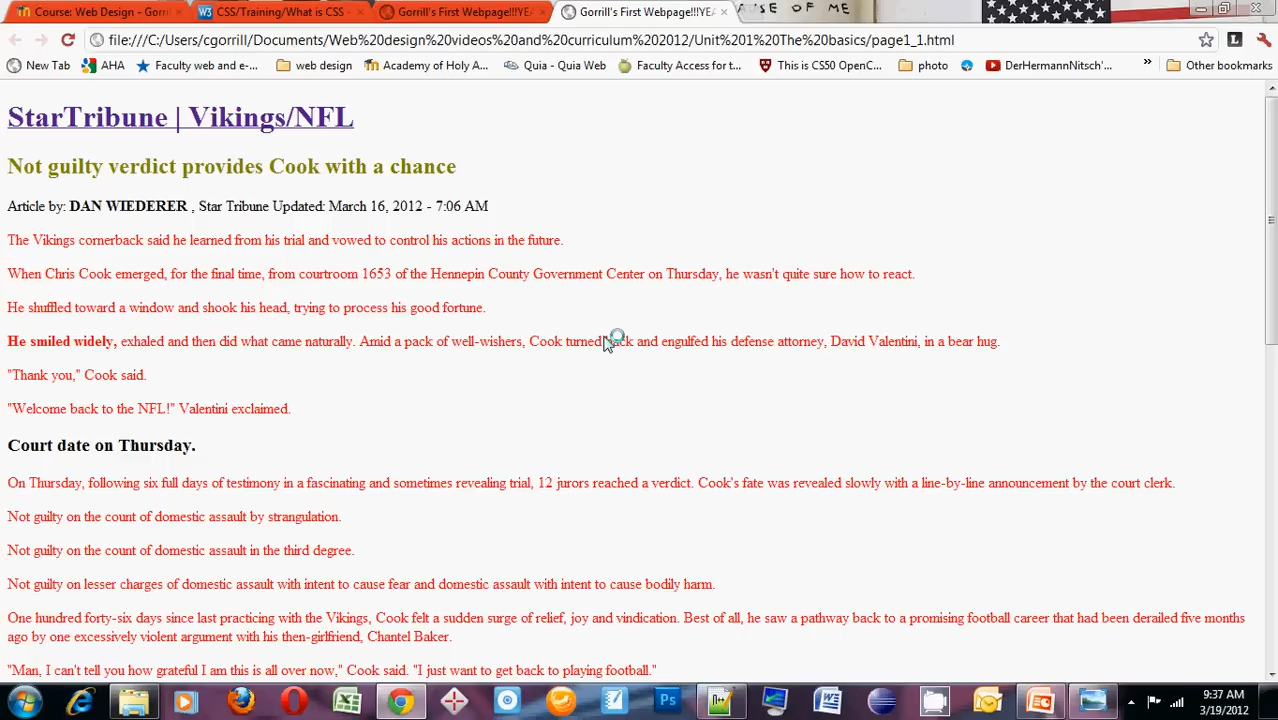 Course: Web Design - Gorri
W3 CSS/Training/What is CSS -
Gorrill's First Webpage!!!YEA
Gorrill's First Webpage!!!YEA
AUSE OF ME
file:///C:/Users/cgorrill/Documents/Web%20design%20videos%20and%20curriculum%202012/Unit%201%20The%20basics/page1_1.html
L
New Tab AHA Faculty web and e-... web design Academy of Holy A... Quia - Quia Web Faculty Access for t... This is CS50 OpenC... photo DerHermannNitsch'... » Other bookmarks
StarTribune | Vikings/NFL
Not guilty verdict provides Cook with a chance
Article by: DAN WIEDERER , Star Tribune Updated: March 16, 2012 - 7:06 AM
The Vikings cornerback said he learned from his trial and vowed to control his actions in the future.
When Chris Cook emerged, for the final time, from courtroom 1653 of the Hennepin County Government Center on Thursday, he wasn't quite sure how to react.
He shuffled toward a window and shook his head, trying to process his good fortune.
He smiled widely, exhaled and then did what came naturally. Amid a pack of well-wishers, Cook turned back and engulfed his defense attorney, David Valentini, in a bear hug.
"Thank you," Cook said.
"Welcome back to the NFL!" Valentini exclaimed.
Court date on Thursday.
On Thursday, following six full days of testimony in a fascinating and sometimes revealing trial, 12 jurors reached a verdict. Cook's fate was revealed slowly with a line-by-line announcement by the court clerk.
Not guilty on the count of domestic assault by strangulation.
Not guilty on the count of domestic assault in the third degree.
Not guilty on lesser charges of domestic assault with intent to cause fear and domestic assault with intent to cause bodily harm.
One hundred forty-six days since last practicing with the Vikings, Cook felt a sudden surge of relief, joy and vindication. Best of all, he saw a pathway back to a promising football career that had been derailed five months
ago by one excessively violent argument with his then-girlfriend, Chantel Baker.
"Man, I can't tell you how grateful I am this is all over now," Cook said. "I just want to get back to playing football."
Ps
9:37 AM
3/19/2012